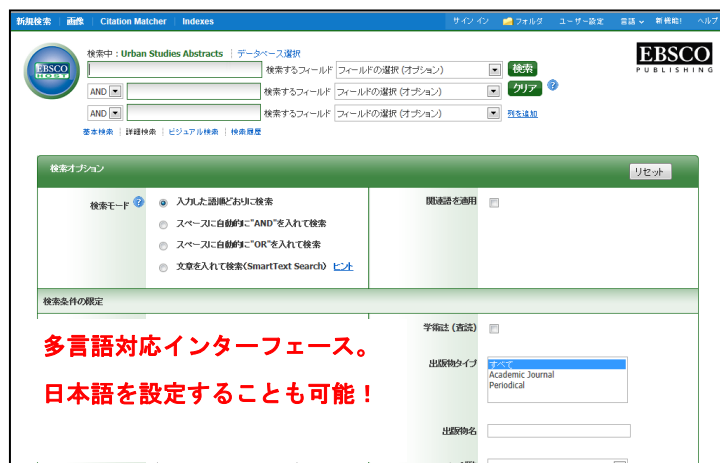 新規検索 画像 Citation Matcher Indexes サイン イン フォルダ ユーザー設定 言語 新機能! ヘルプ
検索中：Urban Studies Abstracts データベース選択
EBSCO HOST
検索するフィールド フィールドの選択 (オプション) 検索
AND 検索するフィールド フィールドの選択 (オプション) クリア ?
AND 検索するフィールド フィールドの選択 (オプション) 列を追加
EBSCO
PUBLISHING
基本検索 詳細検索 ビジュアル検索 検索履歴
検索オプション リセット
検索モード ? 入力した語順どおりに検索
スペースに自動的に"AND"を入れて検索
スペースに自動的に"OR"を入れて検索
文章を入れて検索(SmartText Search) ヒント
関連語を適用
検索条件の限定
多言語対応インターフェース。
日本語を設定することも可能！
学術誌 (査読)
出版物タイプ すべて
Academic Journal
Periodical
出版物名